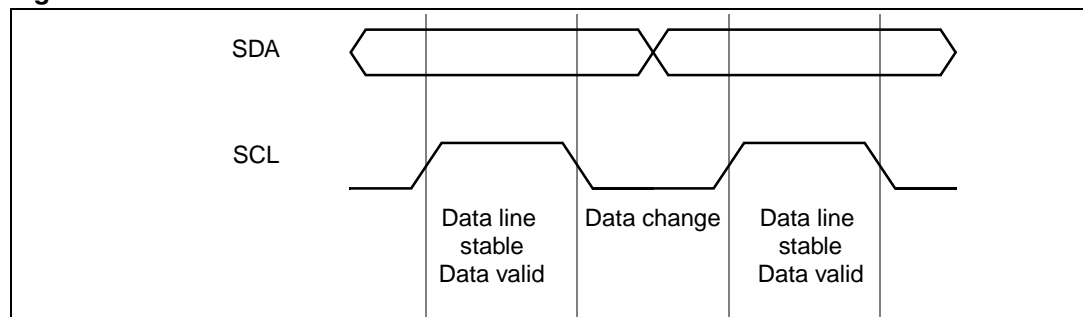 SDA
SCL
Data line
stable
Data valid
Data change
Data line
stable
Data valid